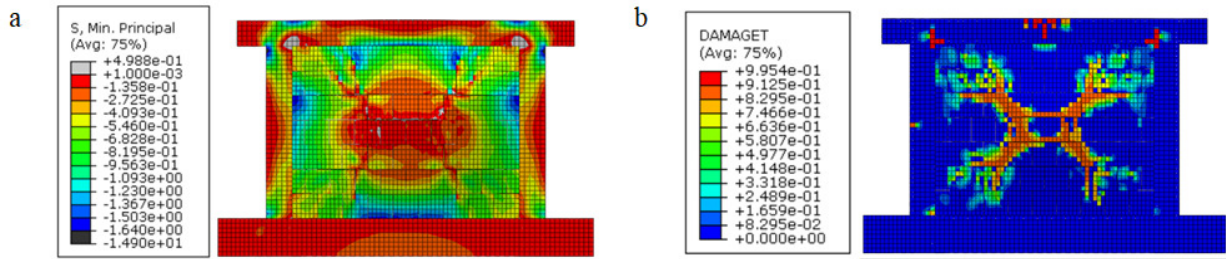 a
S, Min. Principal
(Avg: 75%)
+4.988e-01
+1.000e-03
-1.358e-01
-2.725e-01
-4.093e-01
-5.460e-01
-6.828e-01
-8.195e-01
-9.563e-01
-1.093e+00
-1.230e+00
-1.367e+00
-1.503e+00
-1.640e+00
-1.490e+01
b
DAMAGET
(Avg: 75%)
+9.954e-01
+9.125e-01
+8.295e-01
+7.466e-01
+6.636e-01
+5.807e-01
+4.977e-01
+4.148e-01
+3.318e-01
+2.489e-01
+1.659e-01
+8.295e-02
+0.000e+00